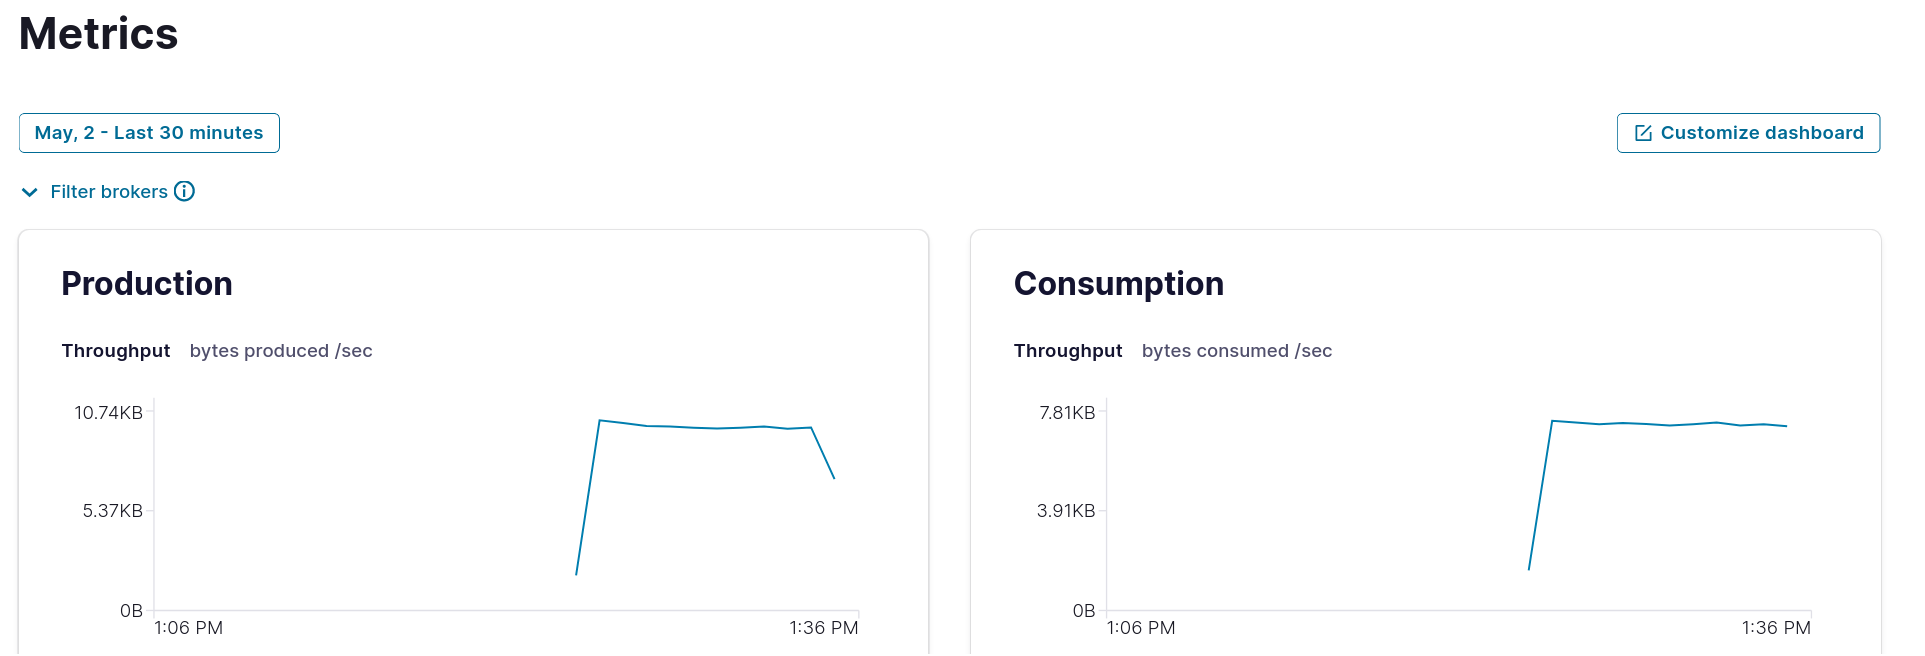 Metrics
May, 2 - Last 30 minutes
Customize dashboard
Filter brokers
Production
Throughput bytes produced /sec
10.74KB
5.37KB
0B
1:06 PM 1:36 PM
Consumption
Throughput bytes consumed /sec
7.81KB
3.91KB
0B
1:06 PM 1:36 PM